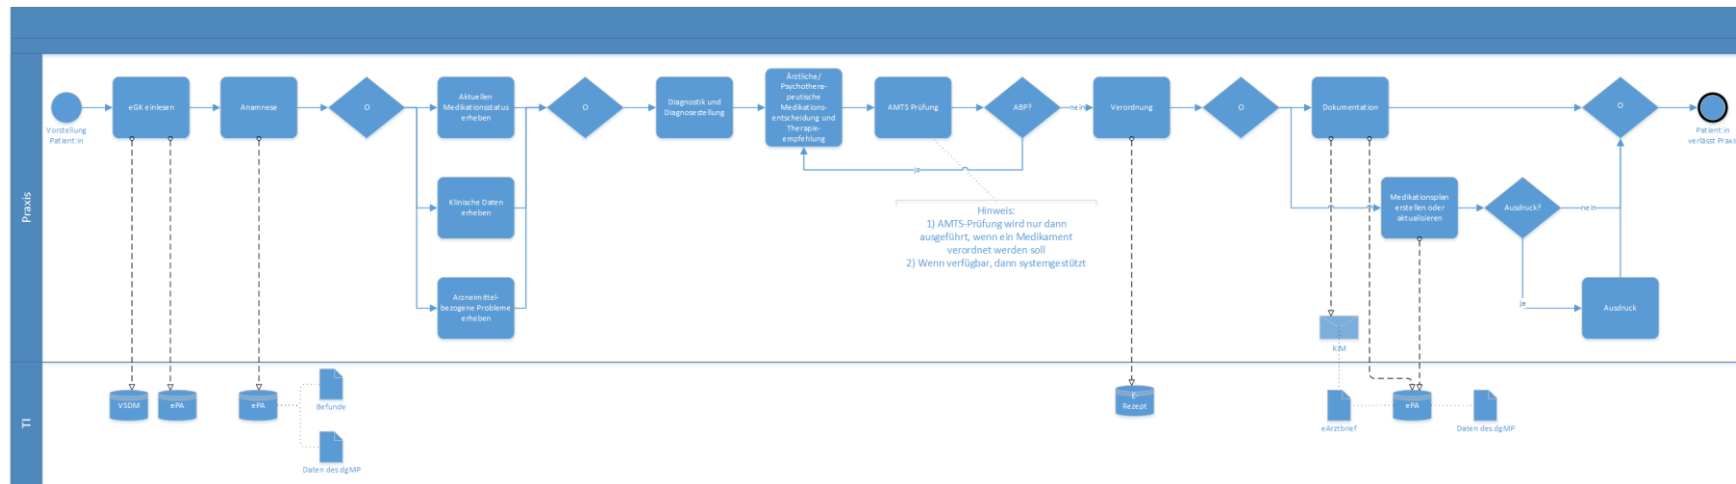 Praxis
Vorstellung
Patient:in
eGK einlesen
Anamnese
O
Aktuellen
Medikationsstatus
erheben
Klinische Daten
erheben
Arzneimittel-
bezogene Probleme
erheben
O
Diagnostik und
Diagnosestellung
Ärztliche/
Psychothera-
peutische
Medikations-
entscheidung und
Therapie-
empfehlung
AMTS Prüfung
ABP?
nein
ja
Hinweis:
1) AMTS-Prüfung wird nur dann
ausgeführt, wenn ein Medikament
verordnet werden soll
2) Wenn verfügbar, dann systemgestützt
Verordnung
O
Dokumentation
Medikationsplan
erstellen oder
aktualisieren
Ausdruck?
nein
ja
Ausdruck
O
Patient:in
verlässt Praxis
KIM
TI
VSDM
ePA
ePA
Befunde
Daten des dgMP
E-
Rezept
eArztbrief
ePA
Daten des dgMP